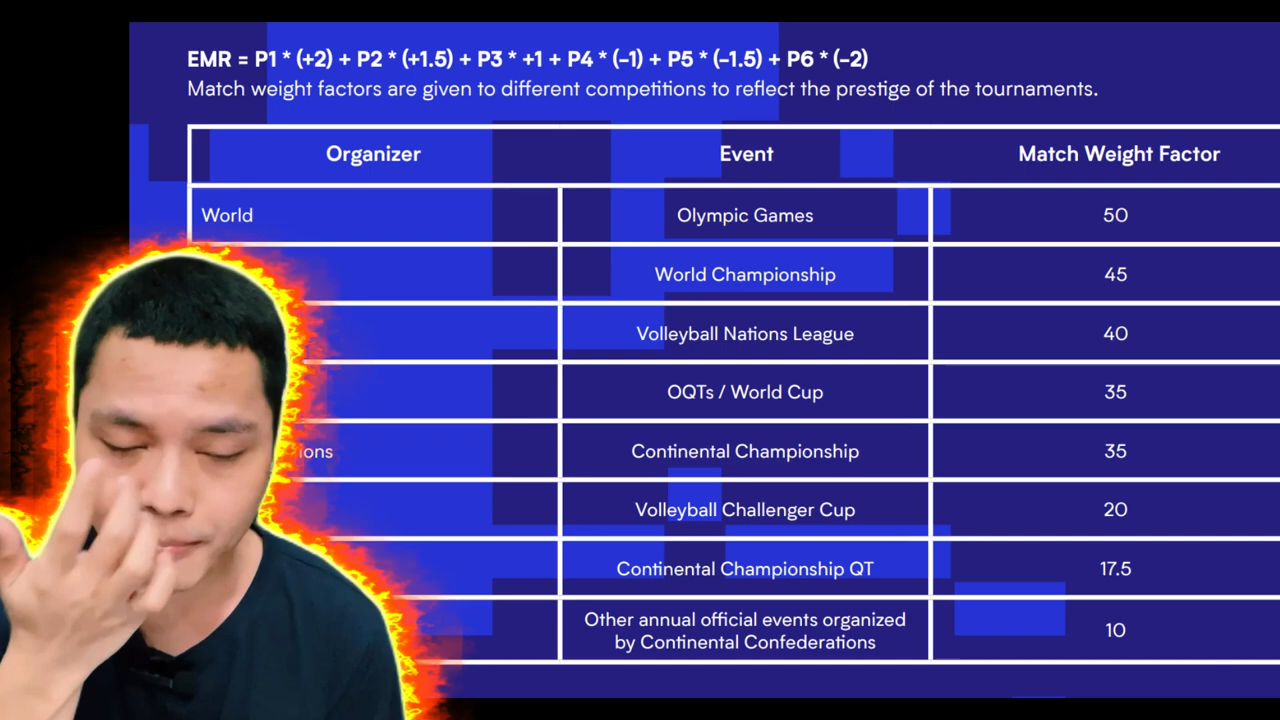 EMR = P1 * (+2) + P2 * (+1.5) + P3 * +1 + P4 * (-1) + P5 * (-1.5) + P6 * (-2)
Match weight factors are given to different competitions to reflect the prestige of the tournaments.
Organizer Event Match Weight Factor
World Olympic Games 50
World Championship 45
Volleyball Nations League 40
OQTs / World Cup 35
Continental Championship 35
Volleyball Challenger Cup 20
Continental Championship QT 17.5
Other annual official events organized
by Continental Confederations 10